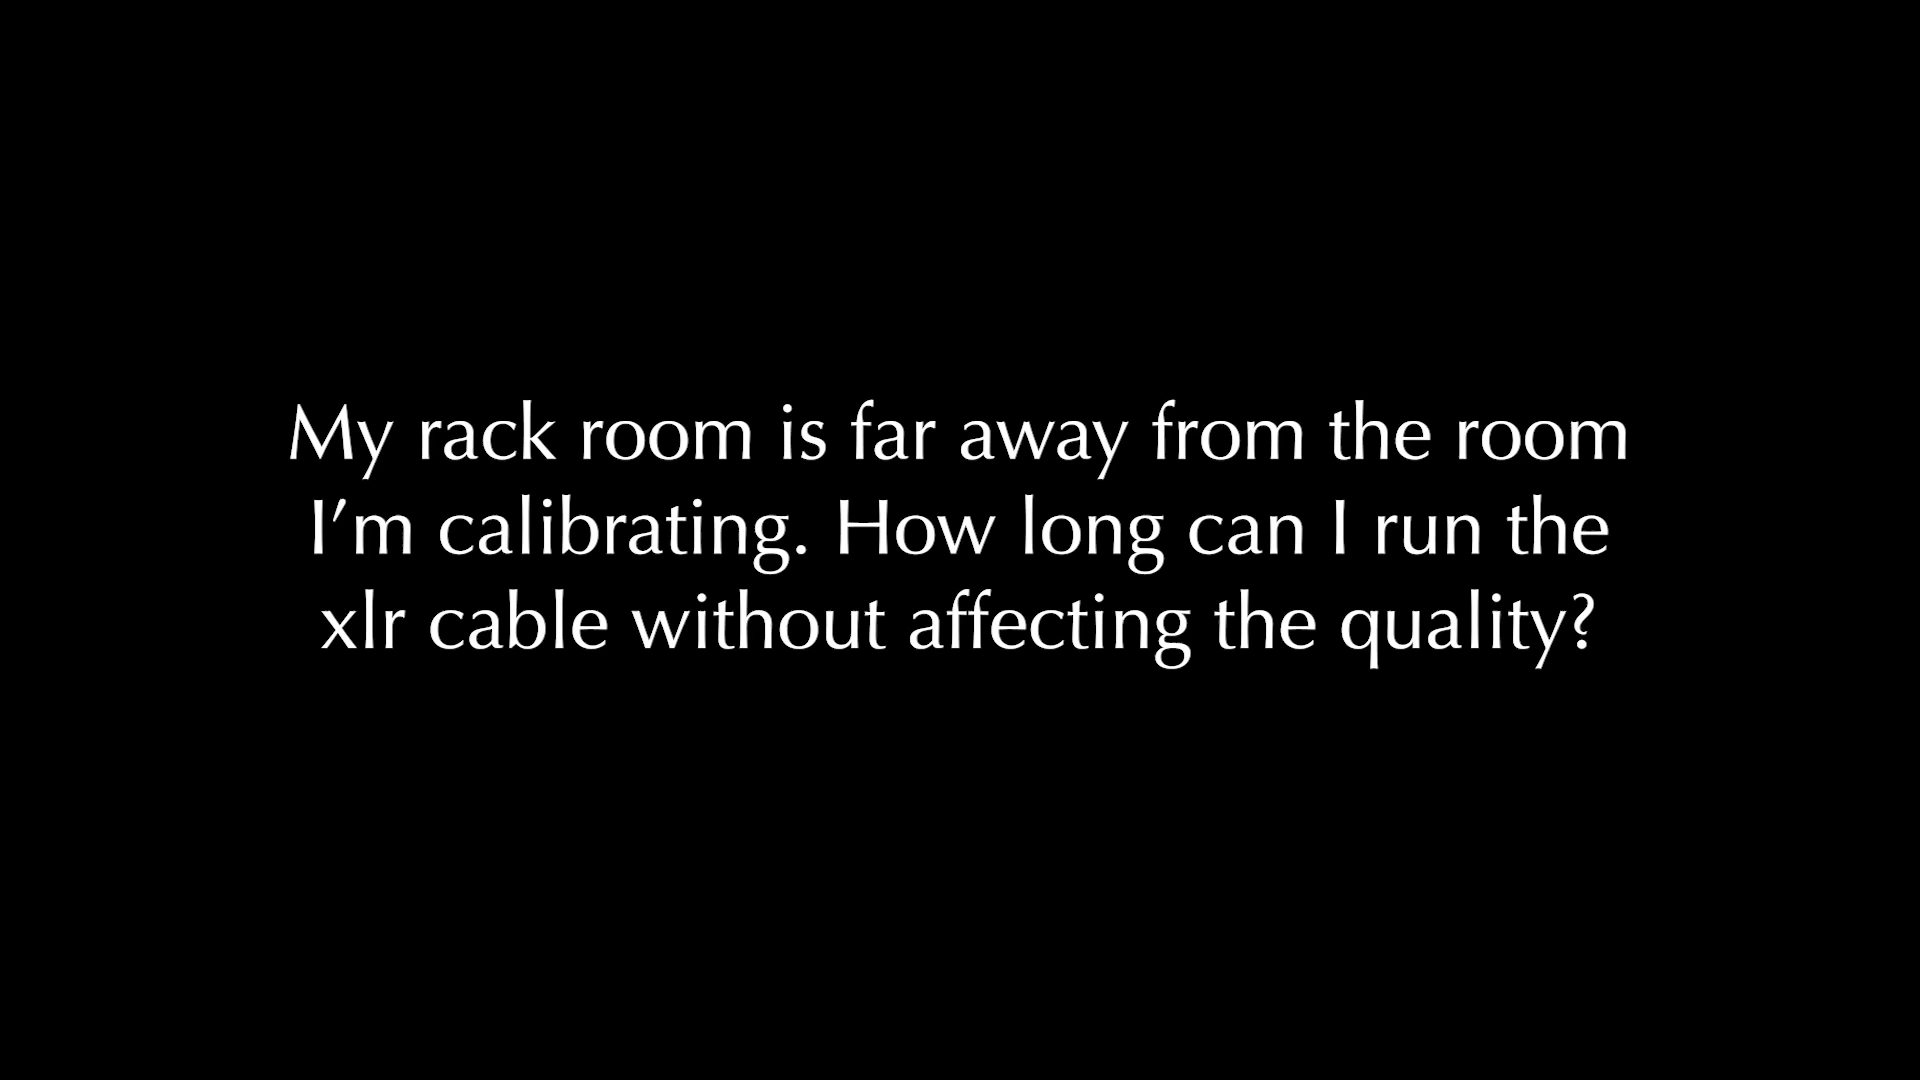 My rack room is far away from the room
I’m calibrating. How long can I run the
xlr cable without affecting the quality?